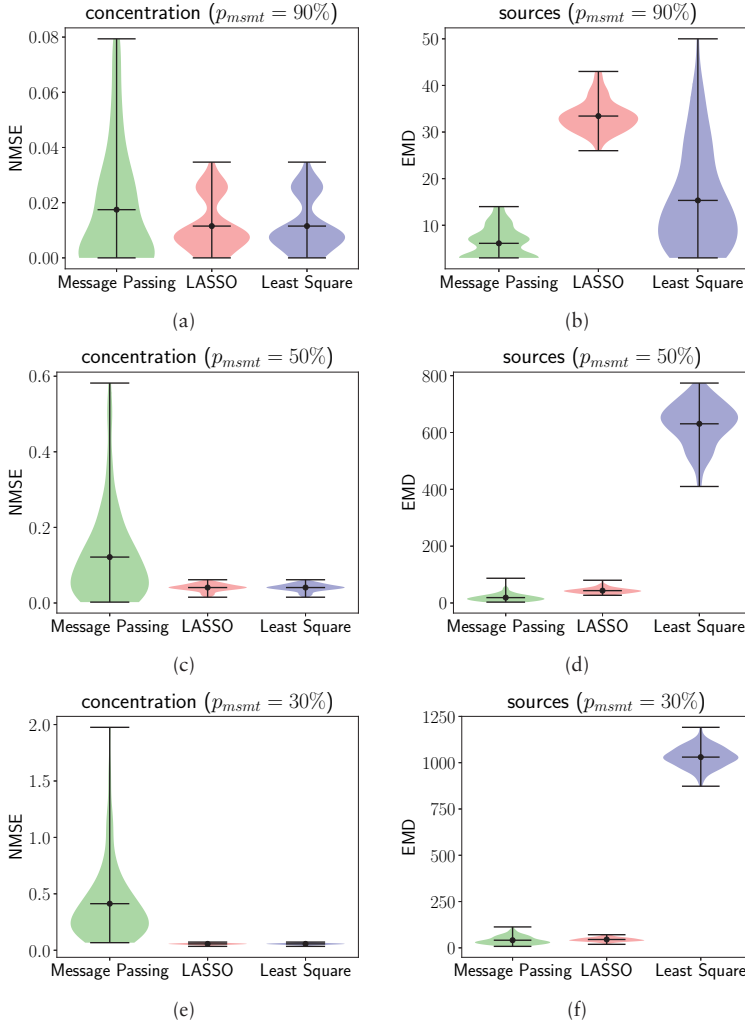 concentration (p_msmt = 90%)
NMSE
0.08
0.06
0.04
0.02
0.00
Message Passing LASSO Least Square
(a)
sources (p_msmt = 90%)
EMD
50
40
30
20
10
Message Passing LASSO Least Square
(b)
concentration (p_msmt = 50%)
NMSE
0.6
0.4
0.2
0.0
Message Passing LASSO Least Square
(c)
sources (p_msmt = 50%)
EMD
800
600
400
200
0
Message Passing LASSO Least Square
(d)
concentration (p_msmt = 30%)
NMSE
2.0
1.5
1.0
0.5
0.0
Message Passing LASSO Least Square
(e)
sources (p_msmt = 30%)
EMD
1250
1000
750
500
250
0
Message Passing LASSO Least Square
(f)